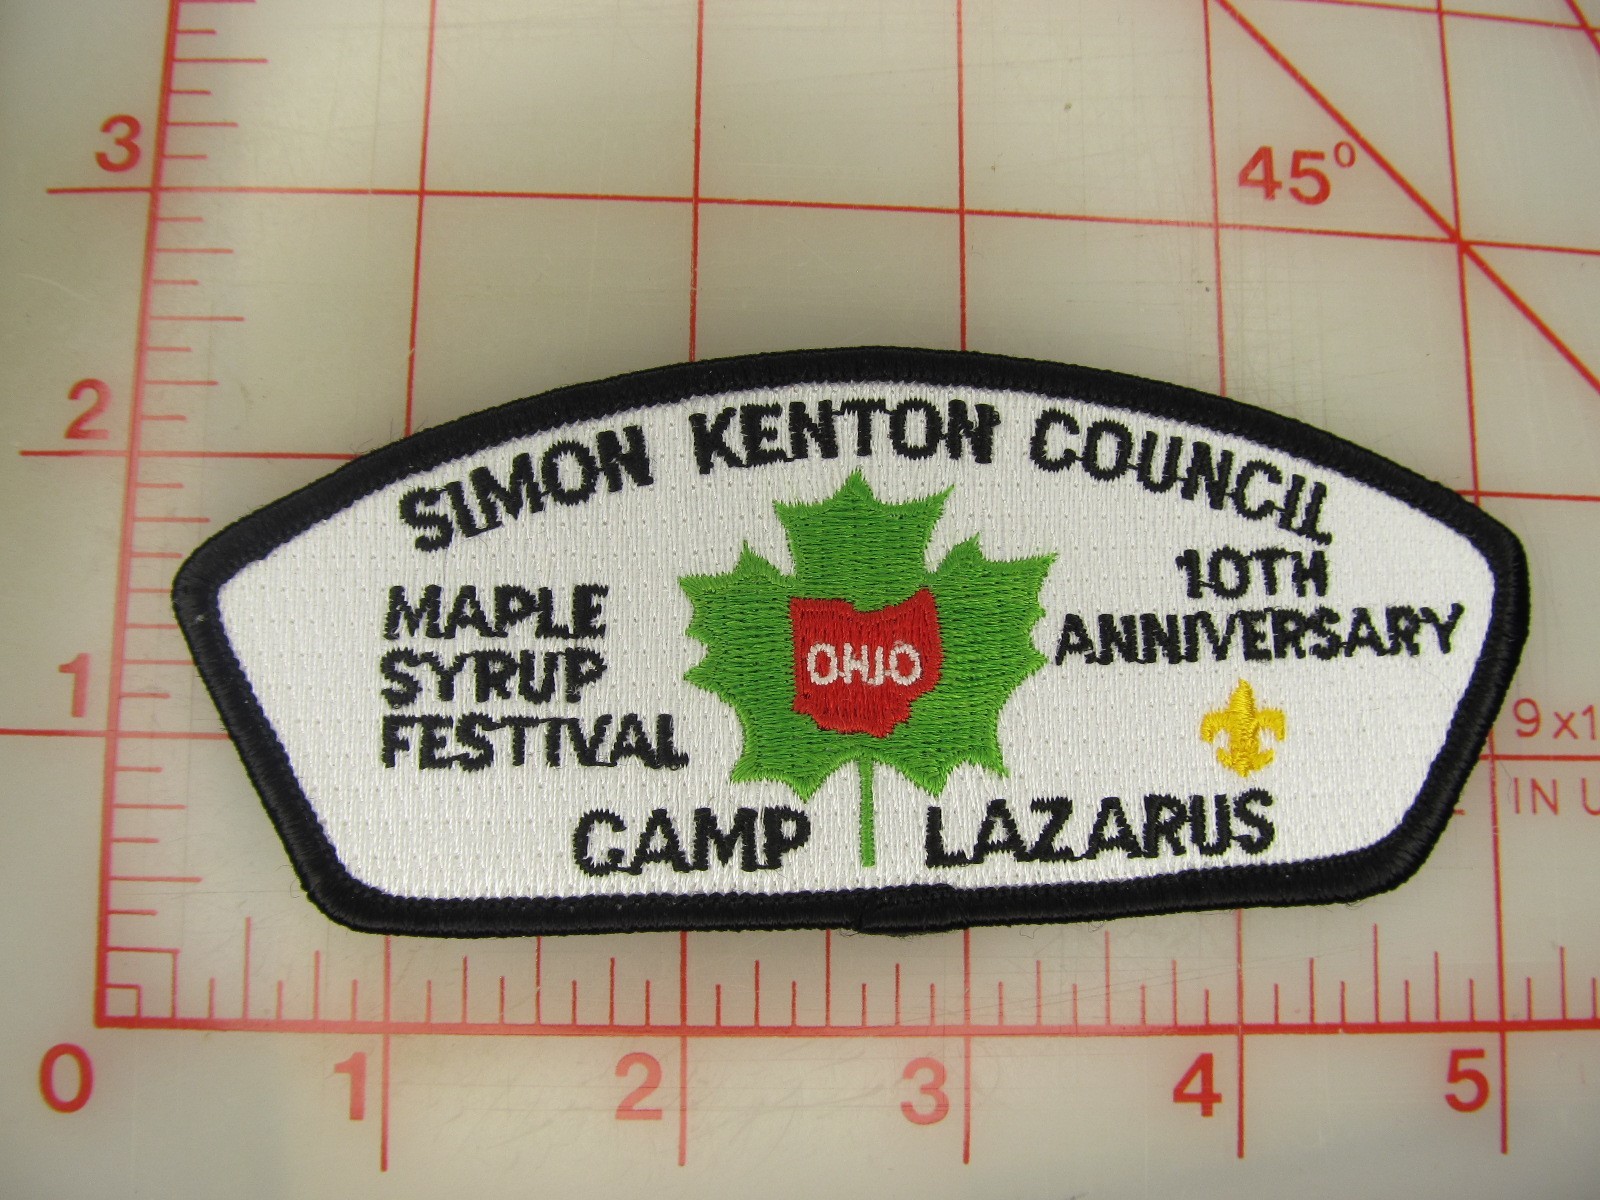 3
45°
2
SIMON KENTON COUNCIL
10TH
ANNIVERSARY
MAPLE
SYRUP
FESTIVAL
OHIO
1
9 x 1
IN U
CAMP LAZARUS
0 1 2 3 4 5